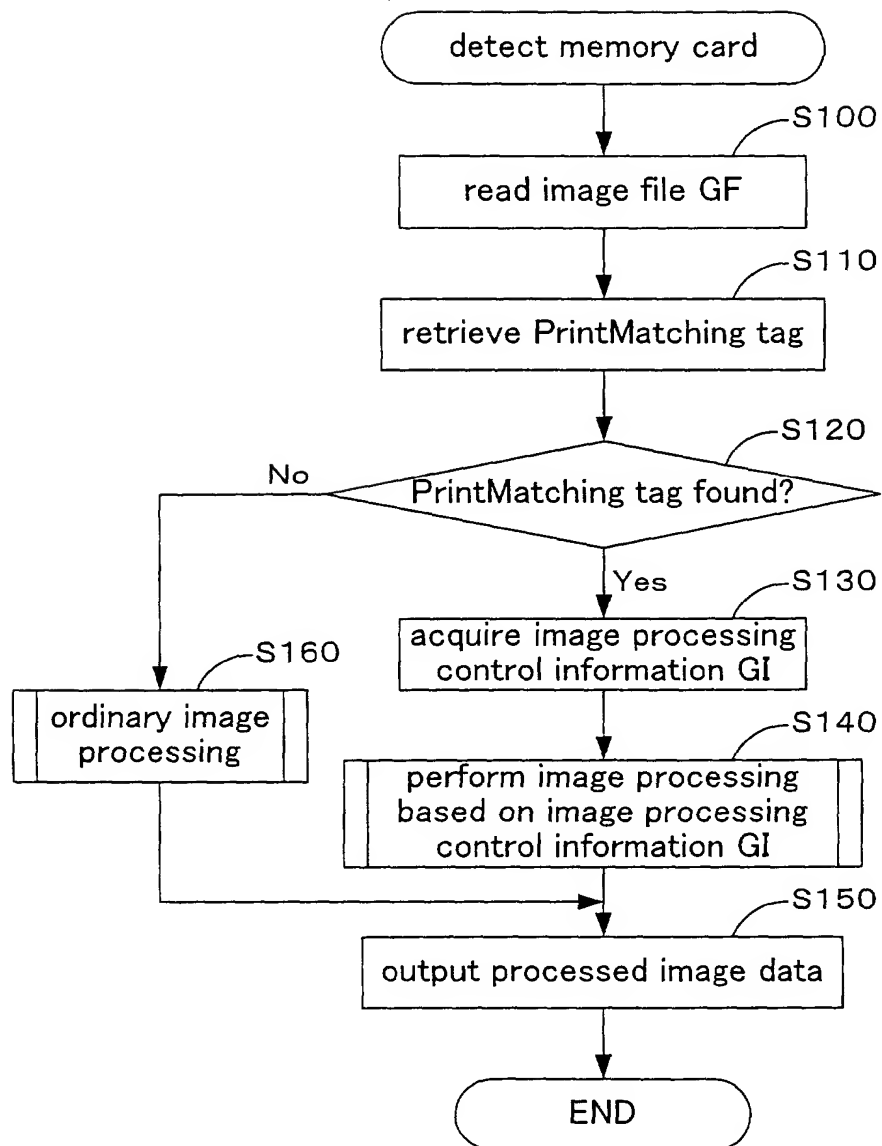 detect memory card
S100
read image file GF
S110
retrieve PrintMatching tag
S120
PrintMatching tag found?
No
Yes
S130
acquire image processing
control information GI
S160
ordinary image
processing
S140
perform image processing
based on image processing
control information GI
S150
output processed image data
END